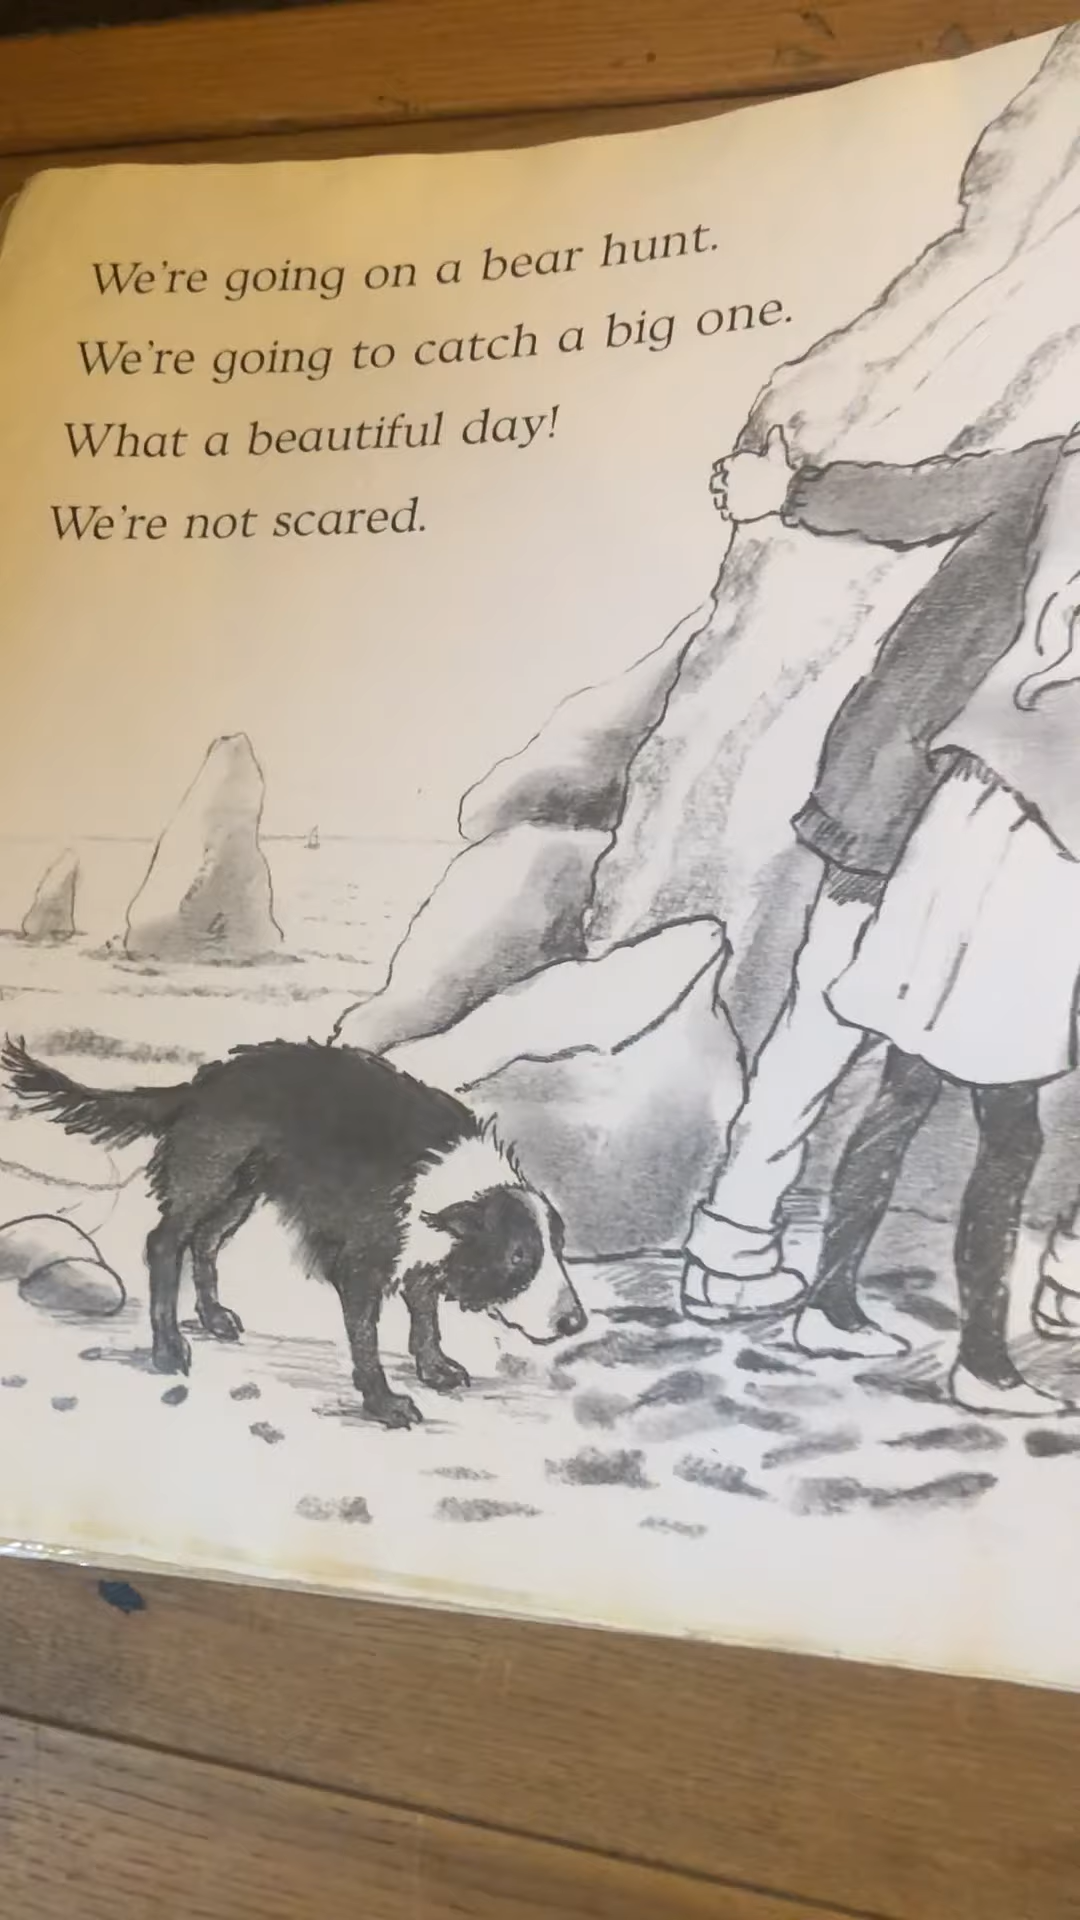 We're going on a bear hunt.
We're going to catch a big one.
What a beautiful day!
We're not scared.